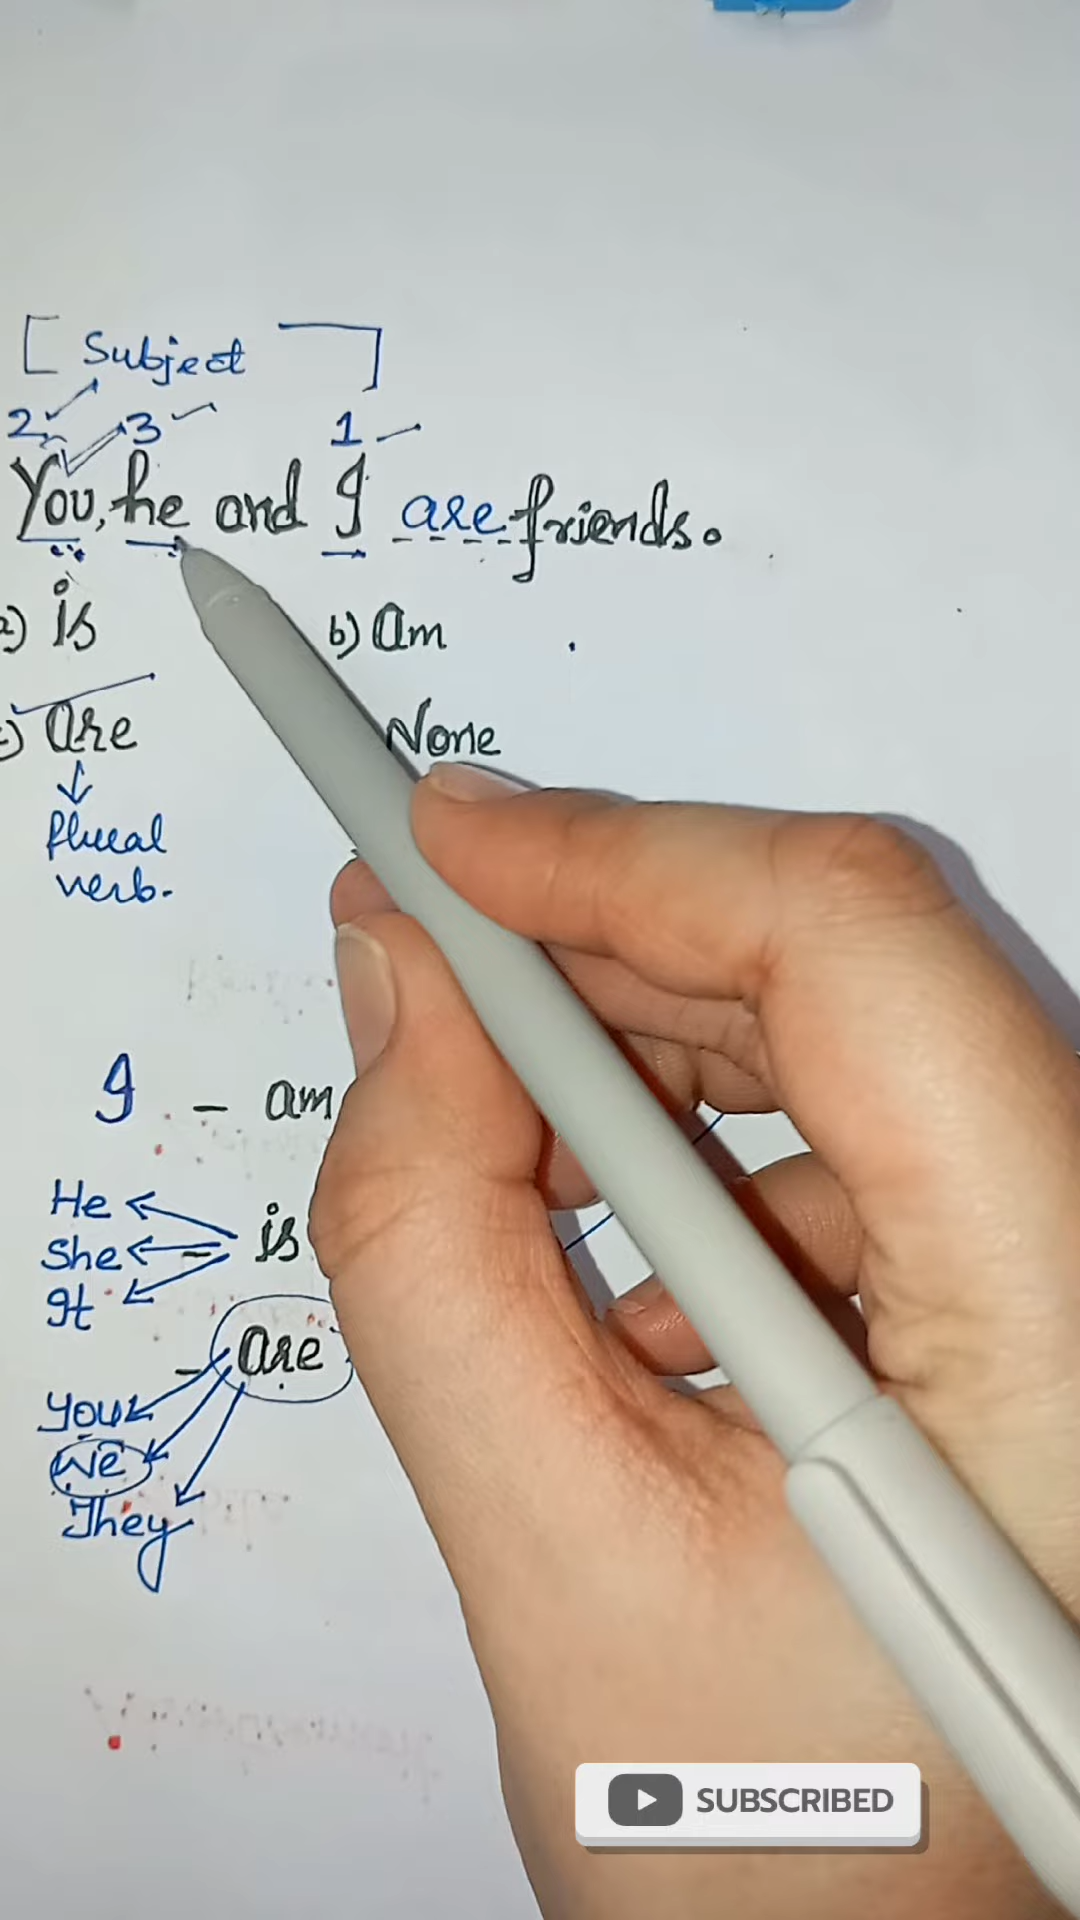 [ Subject ]
2 3 1
You, he and I are friends.
a) is b) am
c) are None
plural
verb.
I - am
He
She - is
It
- are
You
We
They
SUBSCRIBED